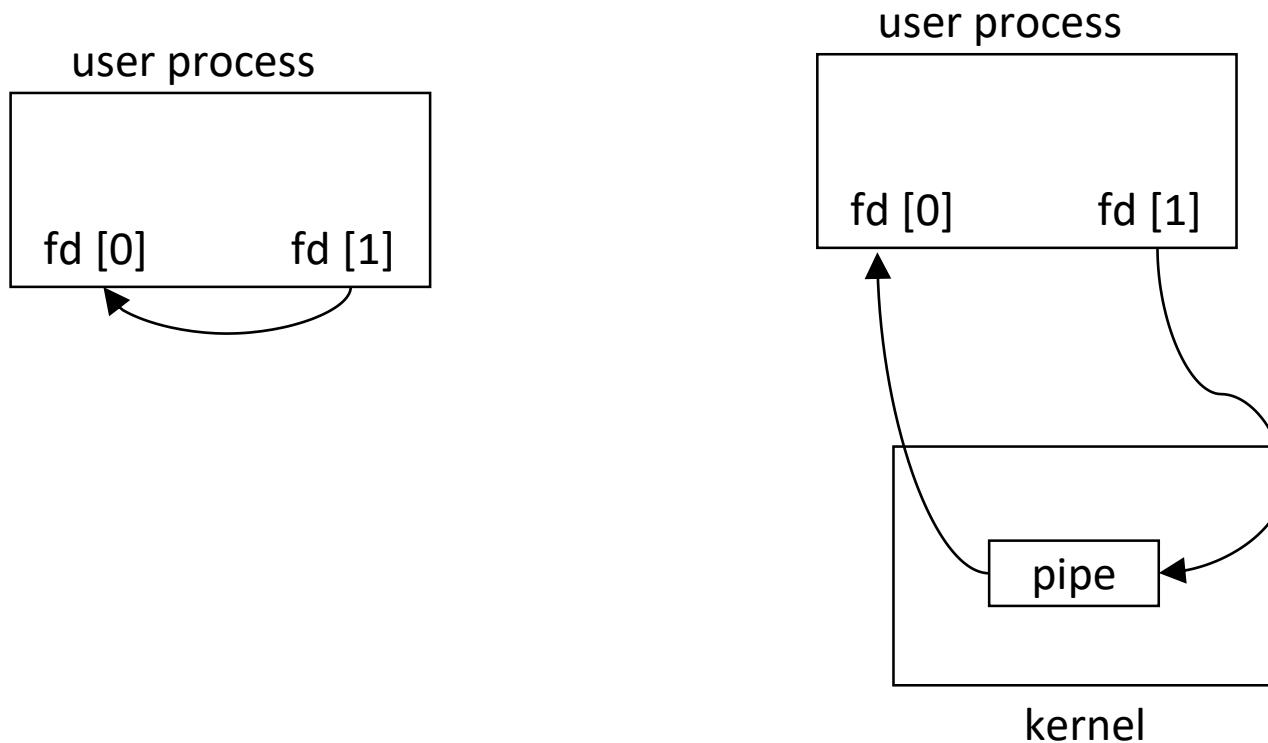 user process
fd [0] fd [1]
user process
fd [0] fd [1]
pipe
kernel